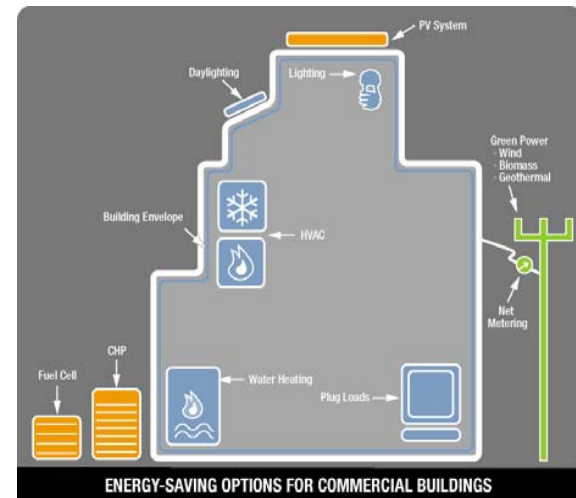 PV System
Daylighting
Lighting
Green Power
- Wind
- Biomass
- Geothermal
Building Envelope
HVAC
Net
Metering
CHP
Fuel Cell
Water Heating
Plug Loads
ENERGY-SAVING OPTIONS FOR COMMERCIAL BUILDINGS